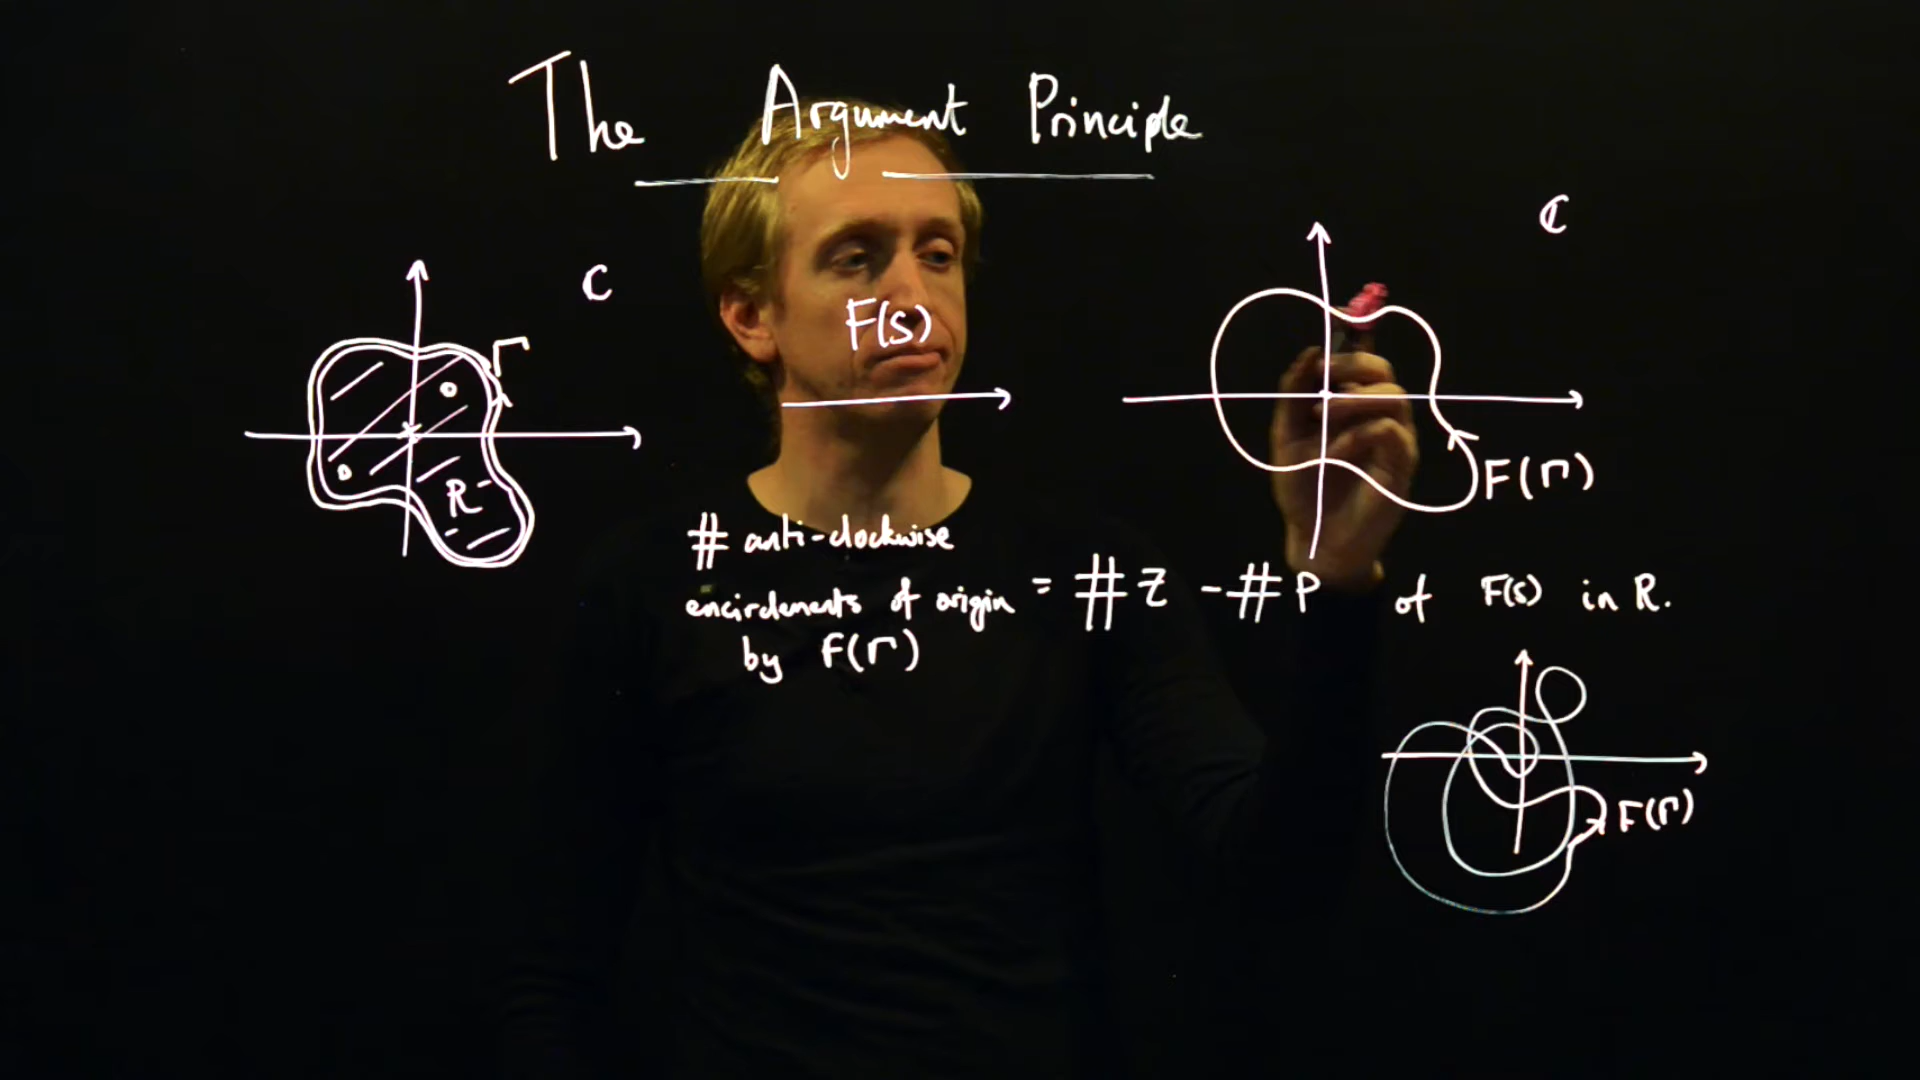 The Argument Principle
ℂ
ℂ
Γ
F(s)
R
F(Γ)
# anti-clockwise
encirclements of origin = # Z - # P of F(s) in R.
by F(Γ)
F(Γ)